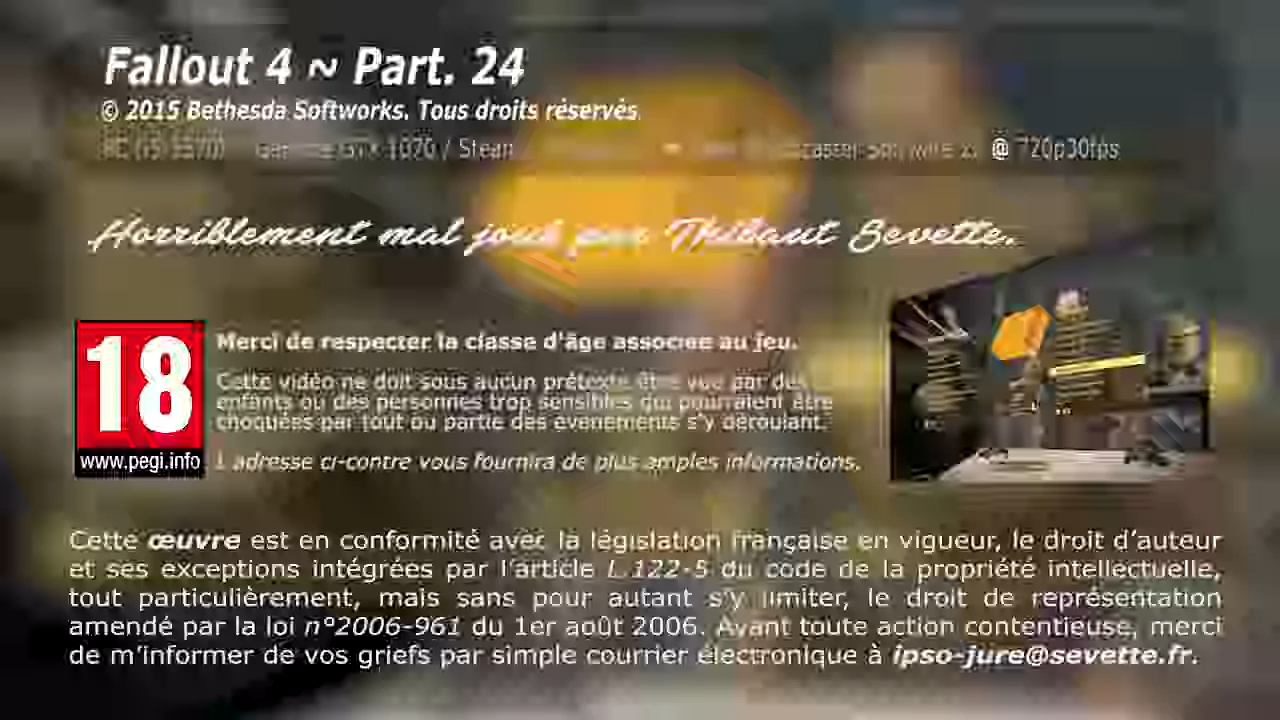 Fallout 4 ~ Part. 24
© 2015 Bethesda Softworks. Tous droits réservés.
GTX 1070 / Steam @ 720p30fps
Horriblement mal joué par Thibaut Sevette.
18
www.pegi.info
Merci de respecter la classe d'âge associée au jeu.
Cette vidéo ne doit sous aucun prétexte être vue par des
enfants ou des personnes trop sensibles qui pourraient être
choquées par tout ou partie des évènements s'y déroulant.
L'adresse ci-contre vous fournira de plus amples informations.
Cette œuvre est en conformité avec la législation française en vigueur, le droit d’auteur
et ses exceptions intégrées par l’article L.122-5 du code de la propriété intellectuelle,
tout particulièrement, mais sans pour autant s’y limiter, le droit de représentation
amendé par la loi n°2006-961 du 1er août 2006. Avant toute action contentieuse, merci
de m’informer de vos griefs par simple courrier électronique à ipso-jure@sevette.fr.